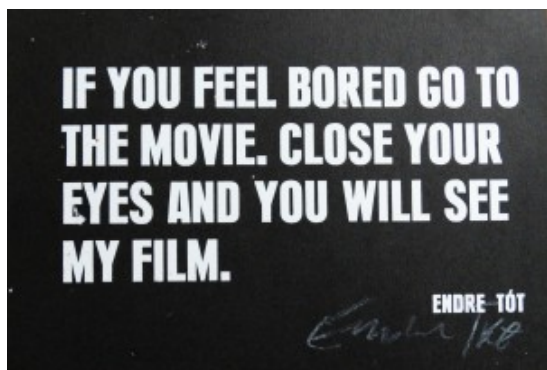 IF YOU FEEL BORED GO TO
THE MOVIE. CLOSE YOUR
EYES AND YOU WILL SEE
MY FILM.
ENDRE TÓT